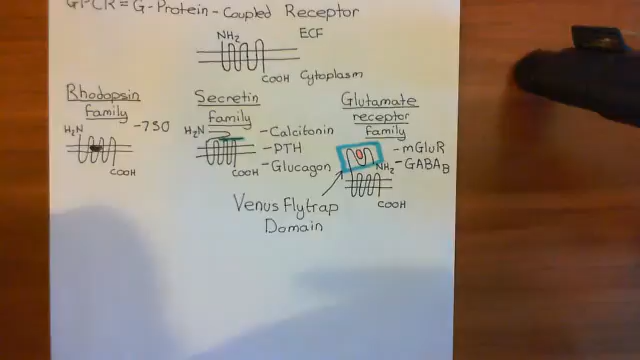 GPCR = G-Protein-Coupled Receptor
NH2
ECF
COOH
Cytoplasm
Rhodopsin
Family
-750
H2N
COOH
Secretin
family
H2N
-Calcitonin
-PTH
-Glucagon
COOH
Glutamate
receptor
family
-mGluR
-GABAB
NH2
COOH
Venus Flytrap
Domain